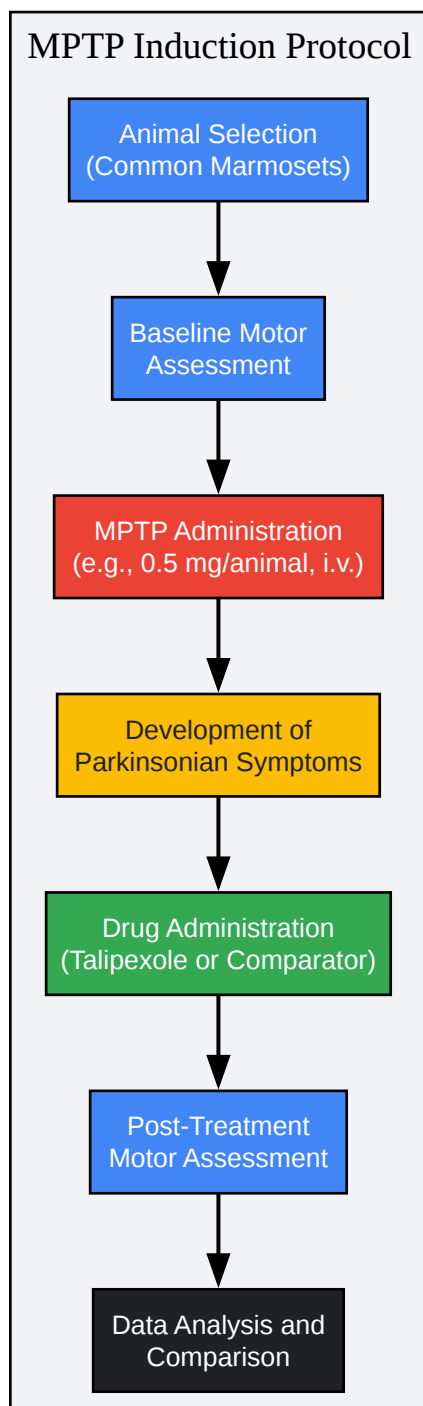 MPTP Induction Protocol
Animal Selection
(Common Marmosets)
Baseline Motor
Assessment
MPTP Administration
(e.g., 0.5 mg/animal, i.v.)
Development of
Parkinsonian Symptoms
Drug Administration
(Talipexole or Comparator)
Post-Treatment
Motor Assessment
Data Analysis and
Comparison